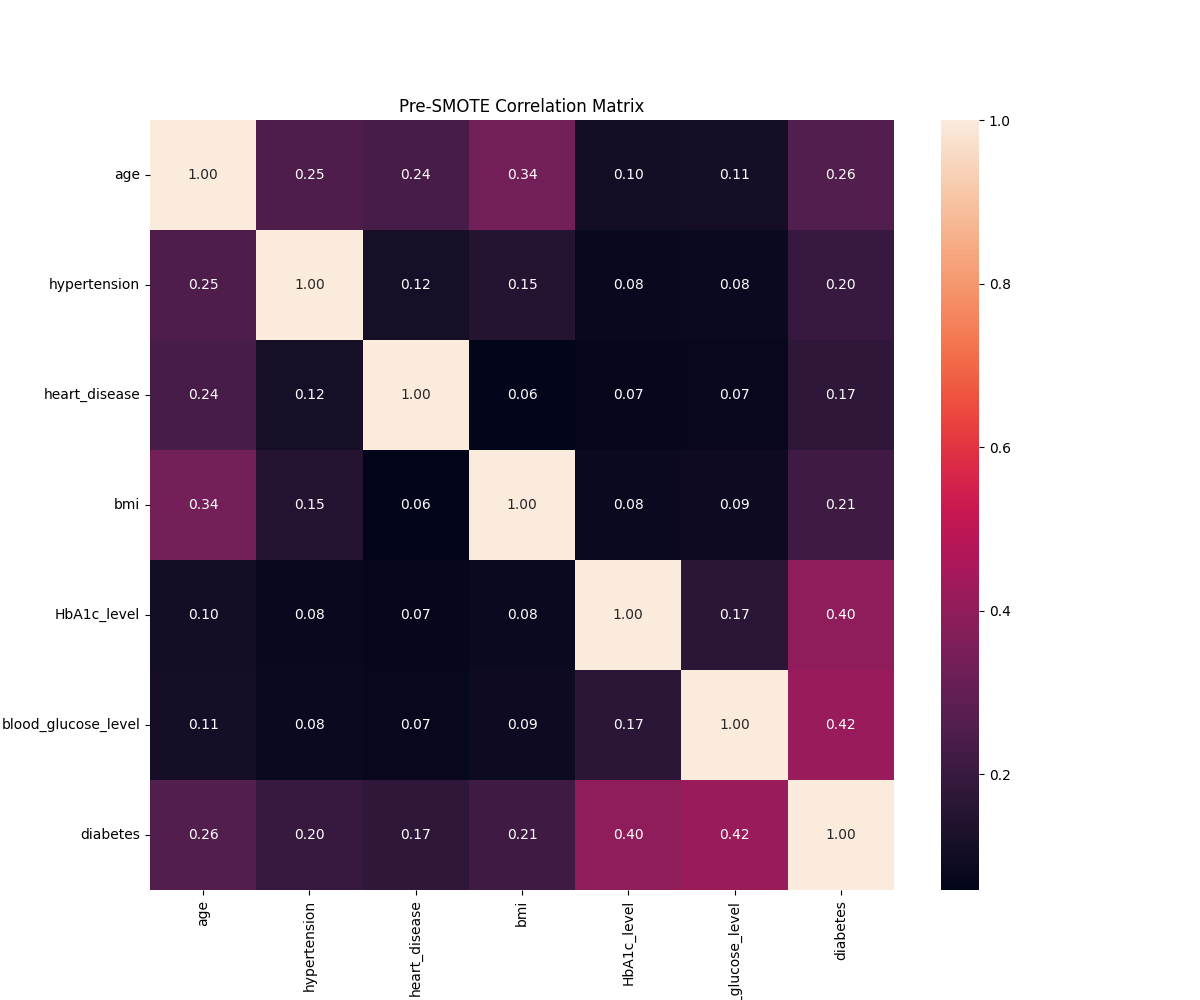 Pre-SMOTE Correlation Matrix
age 1.00 0.25 0.24 0.34 0.10 0.11 0.26
hypertension 0.25 1.00 0.12 0.15 0.08 0.08 0.20
heart_disease 0.24 0.12 1.00 0.06 0.07 0.07 0.17
bmi 0.34 0.15 0.06 1.00 0.08 0.09 0.21
HbA1c_level 0.10 0.08 0.07 0.08 1.00 0.17 0.40
blood_glucose_level 0.11 0.08 0.07 0.09 0.17 1.00 0.42
diabetes 0.26 0.20 0.17 0.21 0.40 0.42 1.00
age
hypertension
heart_disease
bmi
HbA1c_level
_glucose_level
diabetes
1.0
0.8
0.6
0.4
0.2